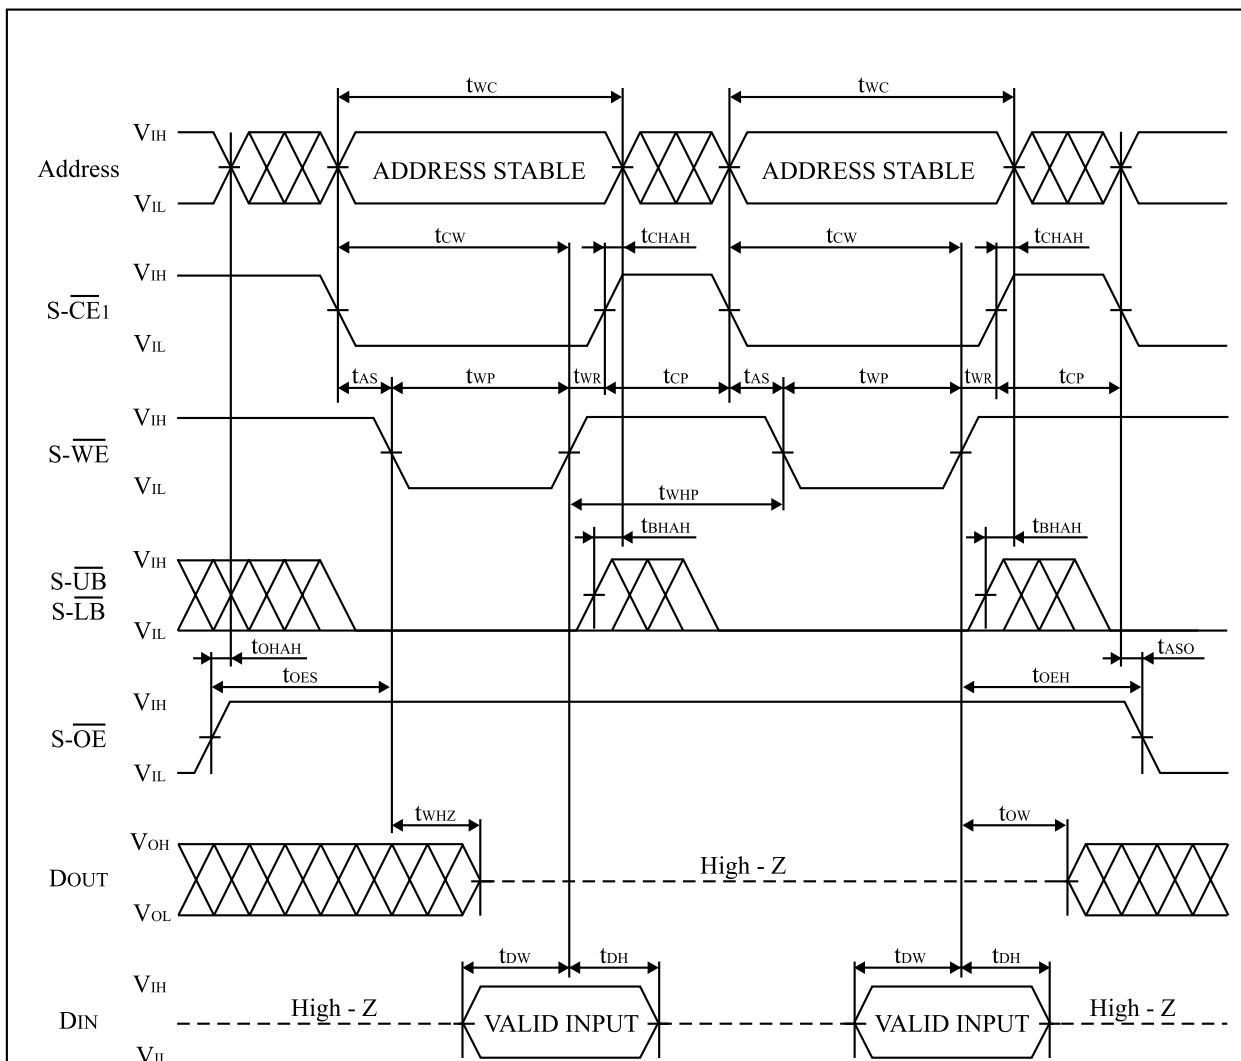 tWC tWC
VIH
Address ADDRESS STABLE ADDRESS STABLE
VIL
tCW tCHAH tCW tCHAH
VIH
S-CE1
VIL
tAS tWP tWR tCP tAS tWP tWR tCP
VIH
S-WE
VIL
tWHP
tBHAH tBHAH
VIH
S-UB
S-LB
VIL
tOHAH tASO
tOES tOEH
VIH
S-OE
VIL
tWHZ tOW
VOH
DOUT High - Z
VOL
tDW tDH tDW tDH
VIH
High - Z High - Z
DIN VALID INPUT VALID INPUT
VIL